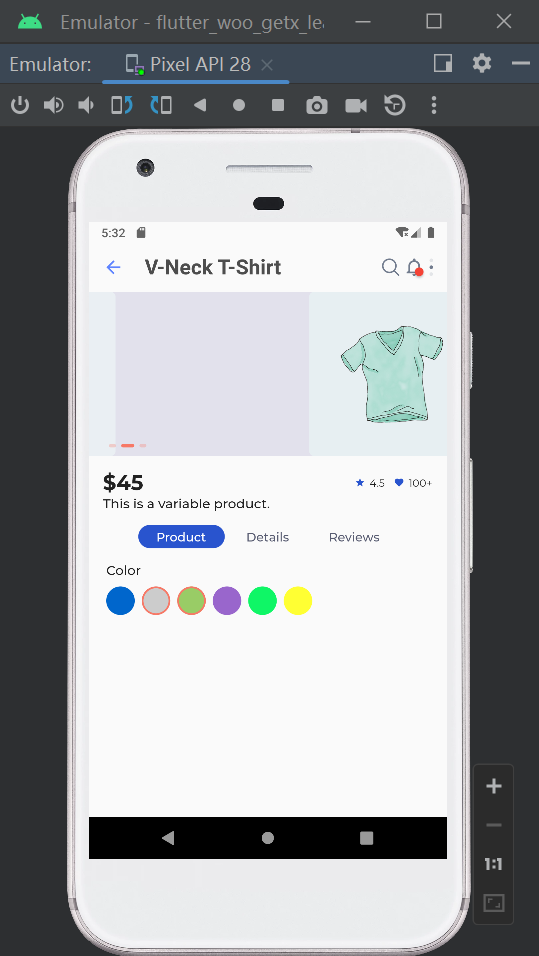 Emulator - flutter_woo_getx_le
Emulator: Pixel API 28
5:32
V-Neck T-Shirt
$45 4.5 100+
This is a variable product.
Product Details Reviews
Color
1:1